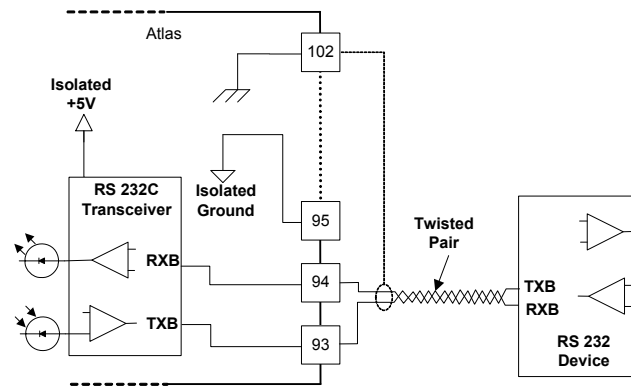 Atlas
102
Isolated
+5V
RS 232C
Transceiver
Isolated
Ground
95
Twisted
Pair
RXB
94
TXB
RXB
TXB
93
RS 232
Device